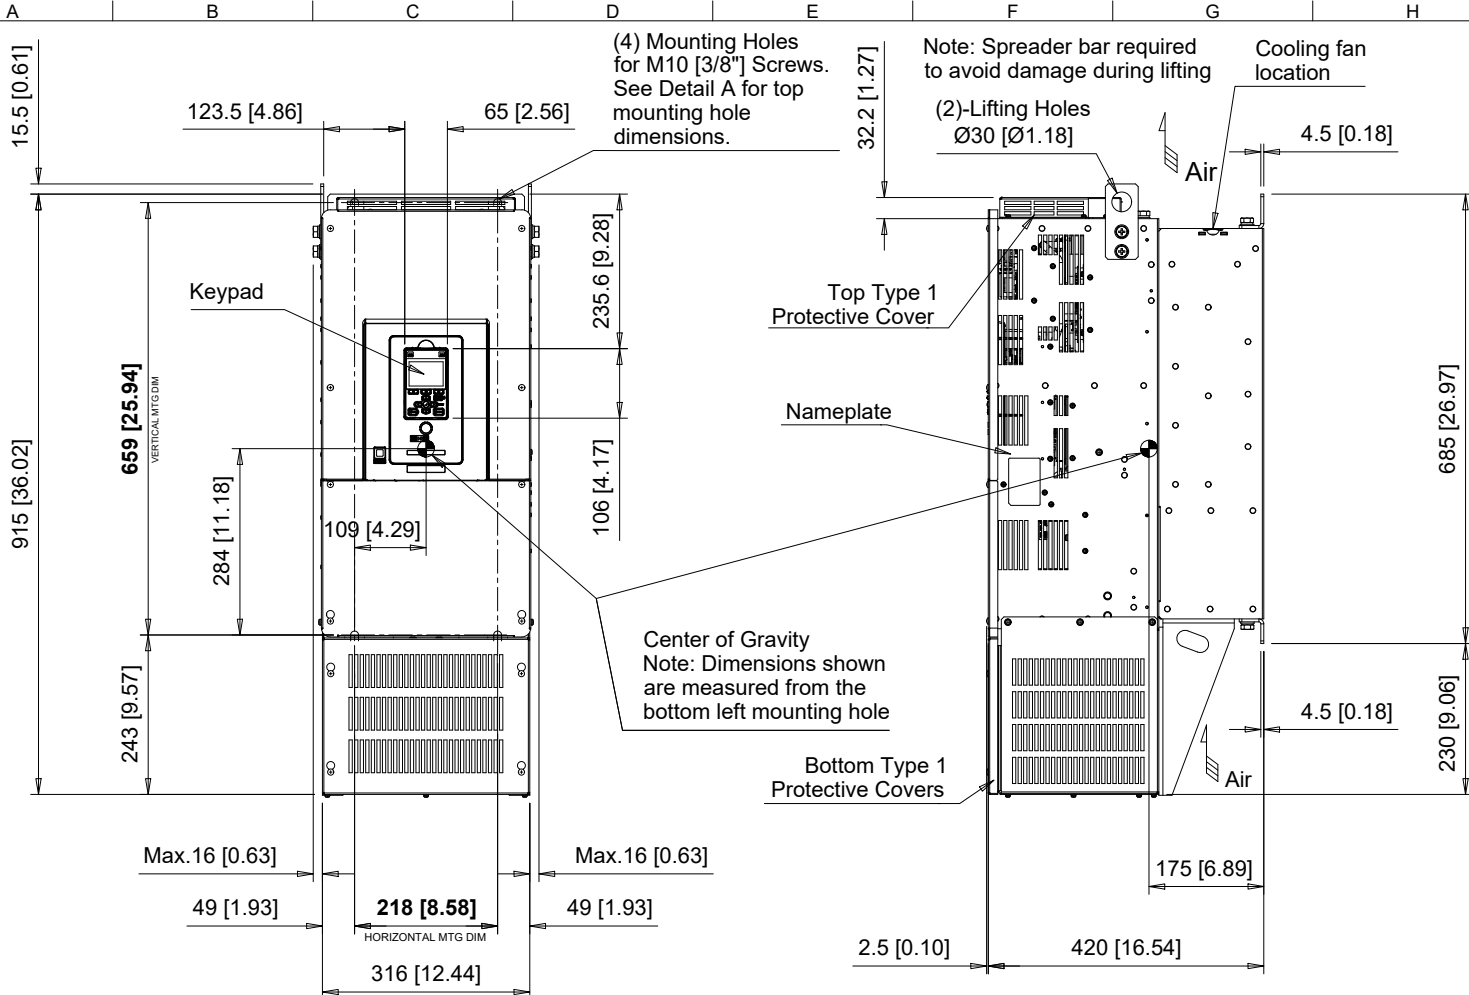 A B C D E F G H
(4) Mounting Holes
for M10 [3/8"] Screws.
See Detail A for top
mounting hole
dimensions.
Note: Spreader bar required
to avoid damage during lifting
Cooling fan
location
(2)-Lifting Holes
Ø30 [Ø1.18]
15.5 [0.61]
123.5 [4.86]
65 [2.56]
32.2 [1.27]
4.5 [0.18]
Air
Keypad
235.6 [9.28]
Top Type 1
Protective Cover
659 [25.94]
VERTICAL MTG DIM
915 [36.02]
284 [11.18]
109 [4.29]
106 [4.17]
Nameplate
685 [26.97]
Center of Gravity
Note: Dimensions shown
are measured from the
bottom left mounting hole
243 [9.57]
4.5 [0.18]
230 [9.06]
Bottom Type 1
Protective Covers
Air
Max.16 [0.63]
Max.16 [0.63]
175 [6.89]
49 [1.93]
218 [8.58]
49 [1.93]
HORIZONTAL MTG DIM
2.5 [0.10]
420 [16.54]
316 [12.44]